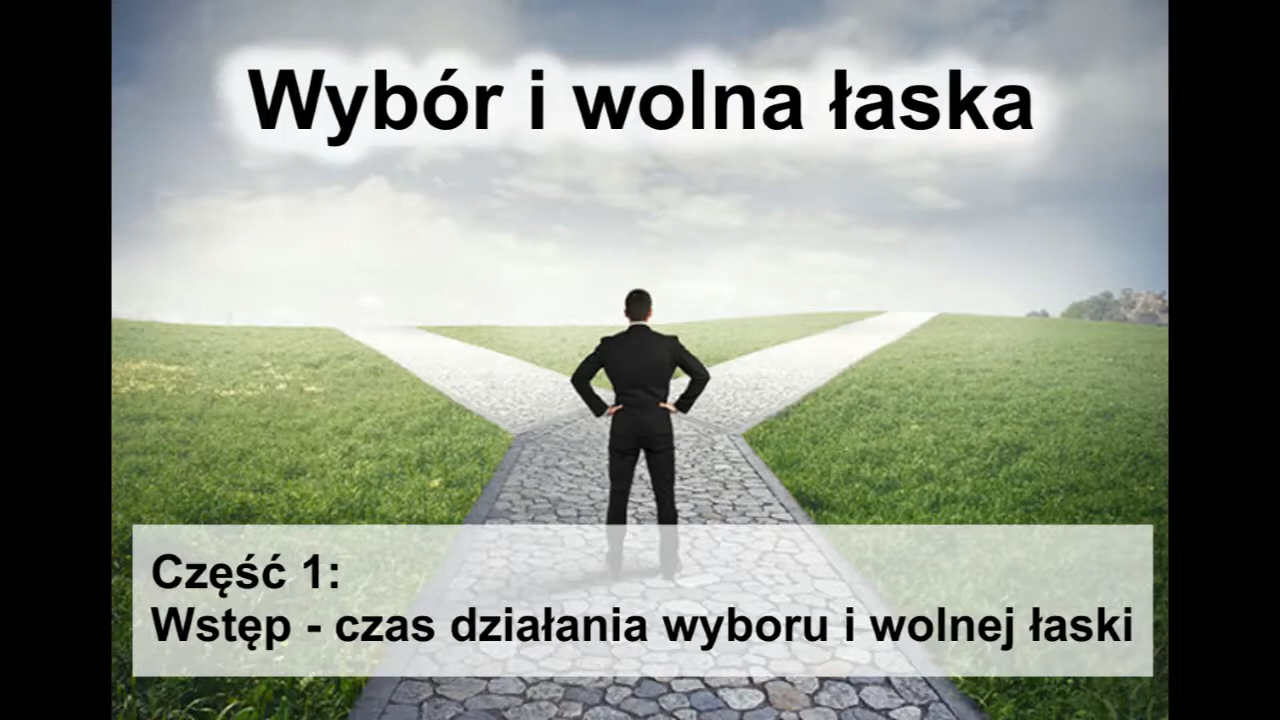 Wybór i wolna łaska
Część 1:
Wstęp - czas działania wyboru i wolnej łaski